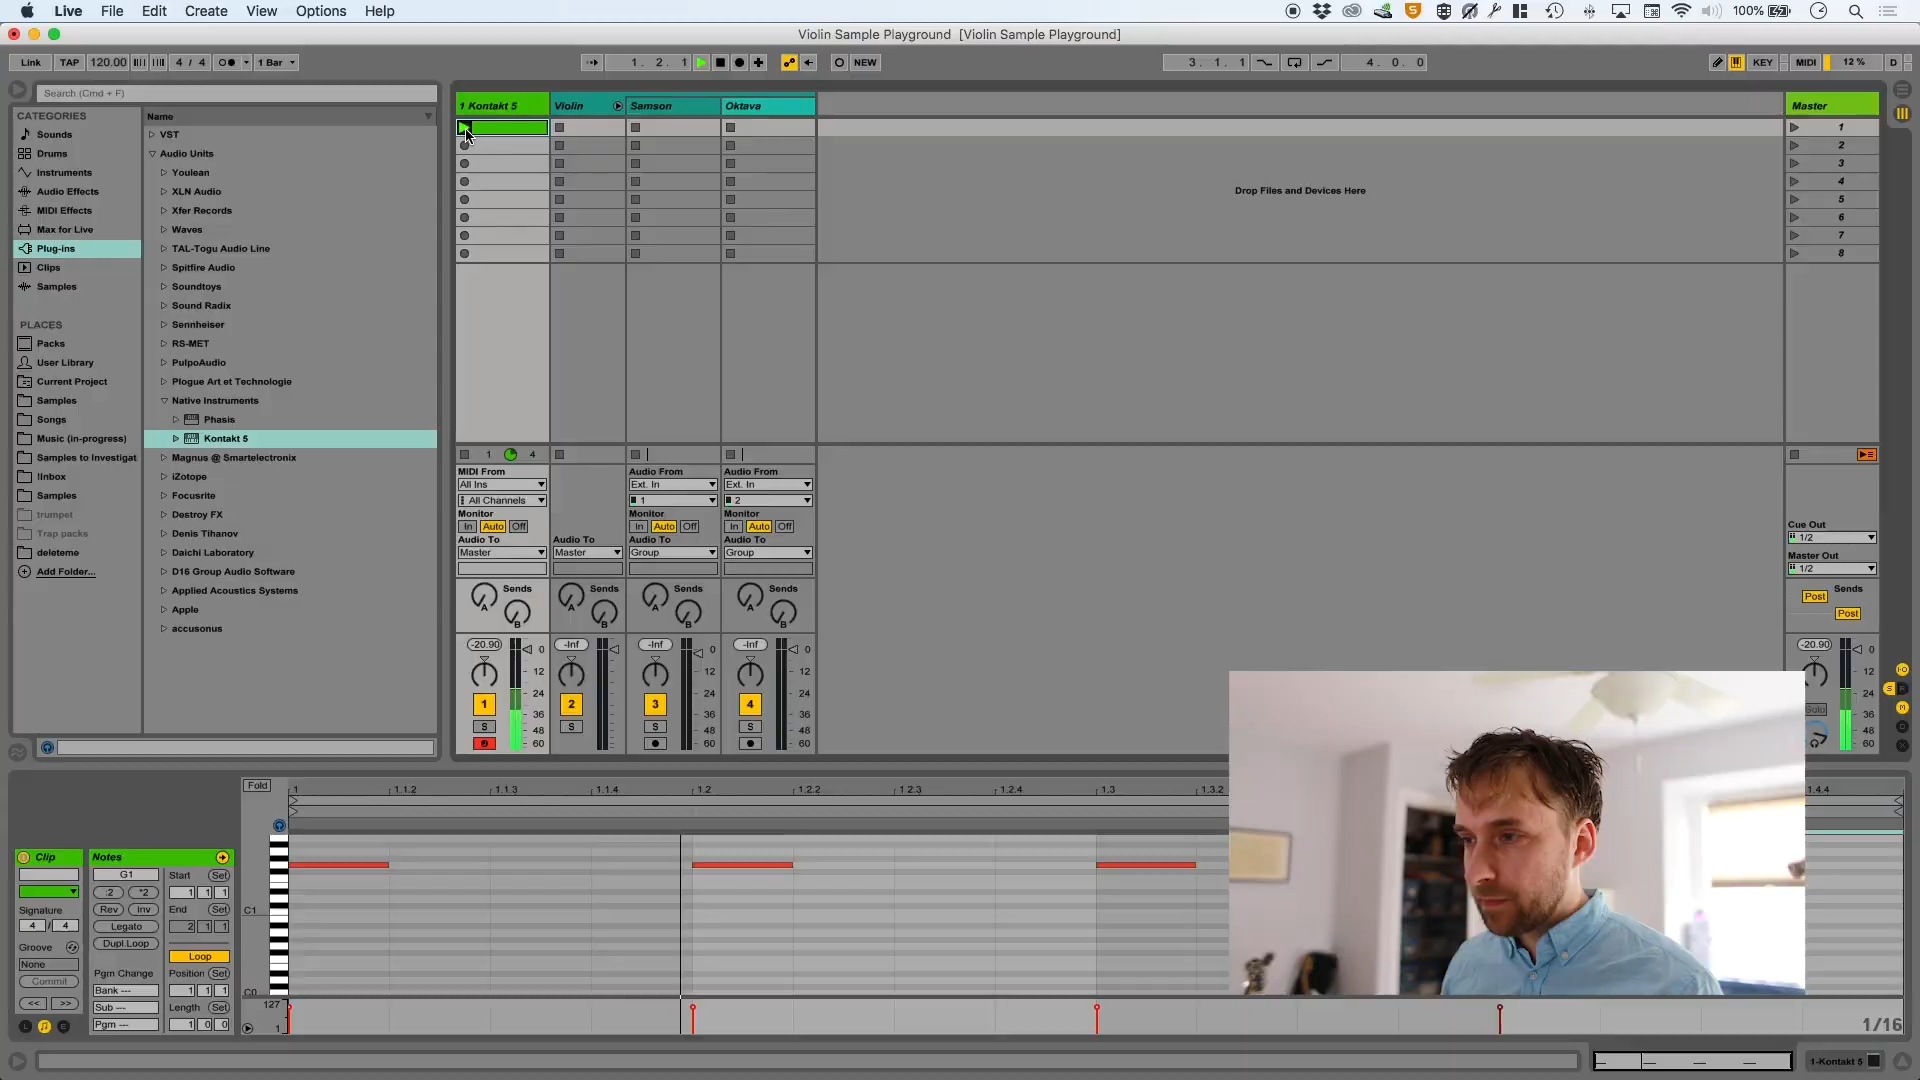 Live File Edit Create View Options Help 100%
Violin Sample Playground [Violin Sample Playground]
Link TAP 120.00 4 / 4 1 Bar 1. 2. 1 NEW 3. 1. 1 4. 0. 0 KEY MIDI 12 % D
Search (Cmd + F)
CATEGORIES
Sounds
Drums
Instruments
Audio Effects
MIDI Effects
Max for Live
Plug-ins
Clips
Samples
PLACES
Packs
User Library
Current Project
Samples
Songs
Music (in-progress)
Samples to Investigat
!Inbox
Samples
trumpet
Trap packs
deleteme
Add Folder...
Name
VST
Audio Units
Youlean
XLN Audio
Xfer Records
Waves
TAL-Togu Audio Line
Spitfire Audio
Soundtoys
Sound Radix
Sennheiser
RS-MET
PulpoAudio
Plogue Art et Technologie
Native Instruments
Phasis
Kontakt 5
Magnus @ Smartelectronix
iZotope
Focusrite
Destroy FX
Denis Tihanov
Daichi Laboratory
D16 Group Audio Software
Applied Acoustics Systems
Apple
accusonus
1 Kontakt 5 Violin Samson Oktava Master
1
2
3
4
5
6
7
8
Drop Files and Devices Here
1 4
MIDI From Audio From Audio From
All Ins Ext. In Ext. In
All Channels 1 2
Monitor Monitor Monitor
In Auto Off In Auto Off In Auto Off
Audio To Audio To Audio To Audio To
Master Master Group Group
Cue Out
1/2
Master Out
1/2
Sends Sends Sends Sends Sends
A A A A Post
B B B B Post
-20.90 -Inf -Inf -Inf -20.90
0 0 0 0
12 12 12 12
24 24 24 24
36 36 36 36
48 48 48 48
60 60 60 60
1 2 3 4 Solo
S S S S
Fold 1 1.1.2 1.1.3 1.1.4 1.2 1.2.2 1.2.3 1.2.4 1.3 1.3.2 1.4.4
C1
C0
127
1
1/16
Clip
Signature
4 / 4
Groove
None
Commit
<< >>
L E
Notes
G1
:2 *2
Rev Inv
Legato
Dupl.Loop
Pgm Change
Bank ---
Sub ---
Pgm ---
Start Set
1 1 1
End Set
2 1 1
Loop
Position Set
1 1 1
Length Set
1 0 0
1-Kontakt 5